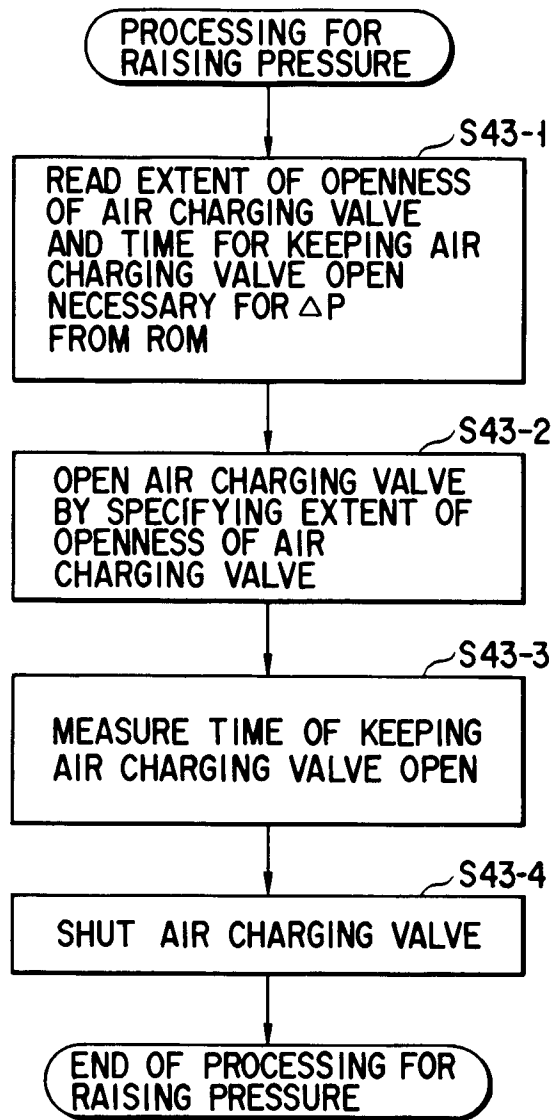 PROCESSING FOR
RAISING PRESSURE
S43-1
READ EXTENT OF OPENNESS
OF AIR CHARGING VALVE
AND TIME FOR KEEPING AIR
CHARGING VALVE OPEN
NECESSARY FOR △P
FROM ROM
S43-2
OPEN AIR CHARGING VALVE
BY SPECIFYING EXTENT OF
OPENNESS OF AIR
CHARGING VALVE
S43-3
MEASURE TIME OF KEEPING
AIR CHARGING VALVE OPEN
S43-4
SHUT AIR CHARGING VALVE
END OF PROCESSING FOR
RAISING PRESSURE